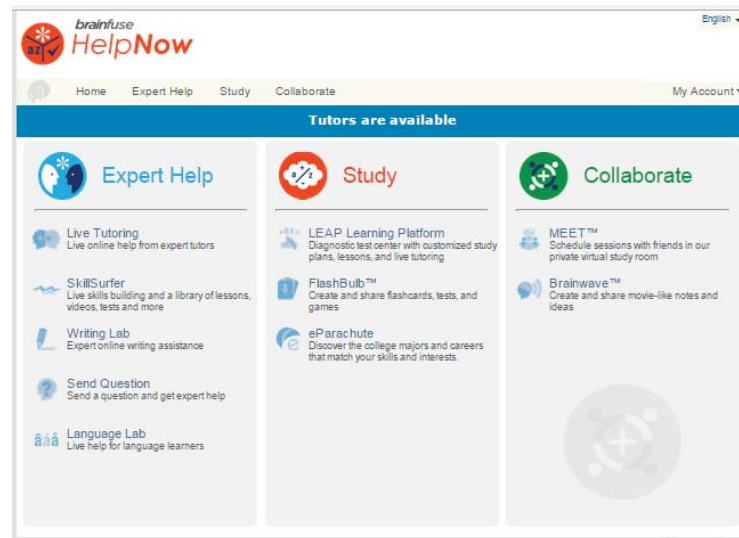 English
brainfuse
HelpNow
Home Expert Help Study Collaborate My Account
Tutors are available
Expert Help
Live Tutoring
Live online help from expert tutors
SkillSurfer
Live skills building and a library of lessons,
videos, tests and more
Writing Lab
Expert online writing assistance
Send Question
Send a question and get expert help
âáå Language Lab
Live help for language learners
Study
LEAP Learning Platform
Diagnostic test center with customized study
plans, lessons, and live tutoring
FlashBulb™
Create and share flashcards, tests, and
games
eParachute
Discover the college majors and careers
that match your skills and interests.
Collaborate
MEET™
Schedule sessions with friends in our
private virtual study room
Brainwave™
Create and share movie-like notes and
ideas